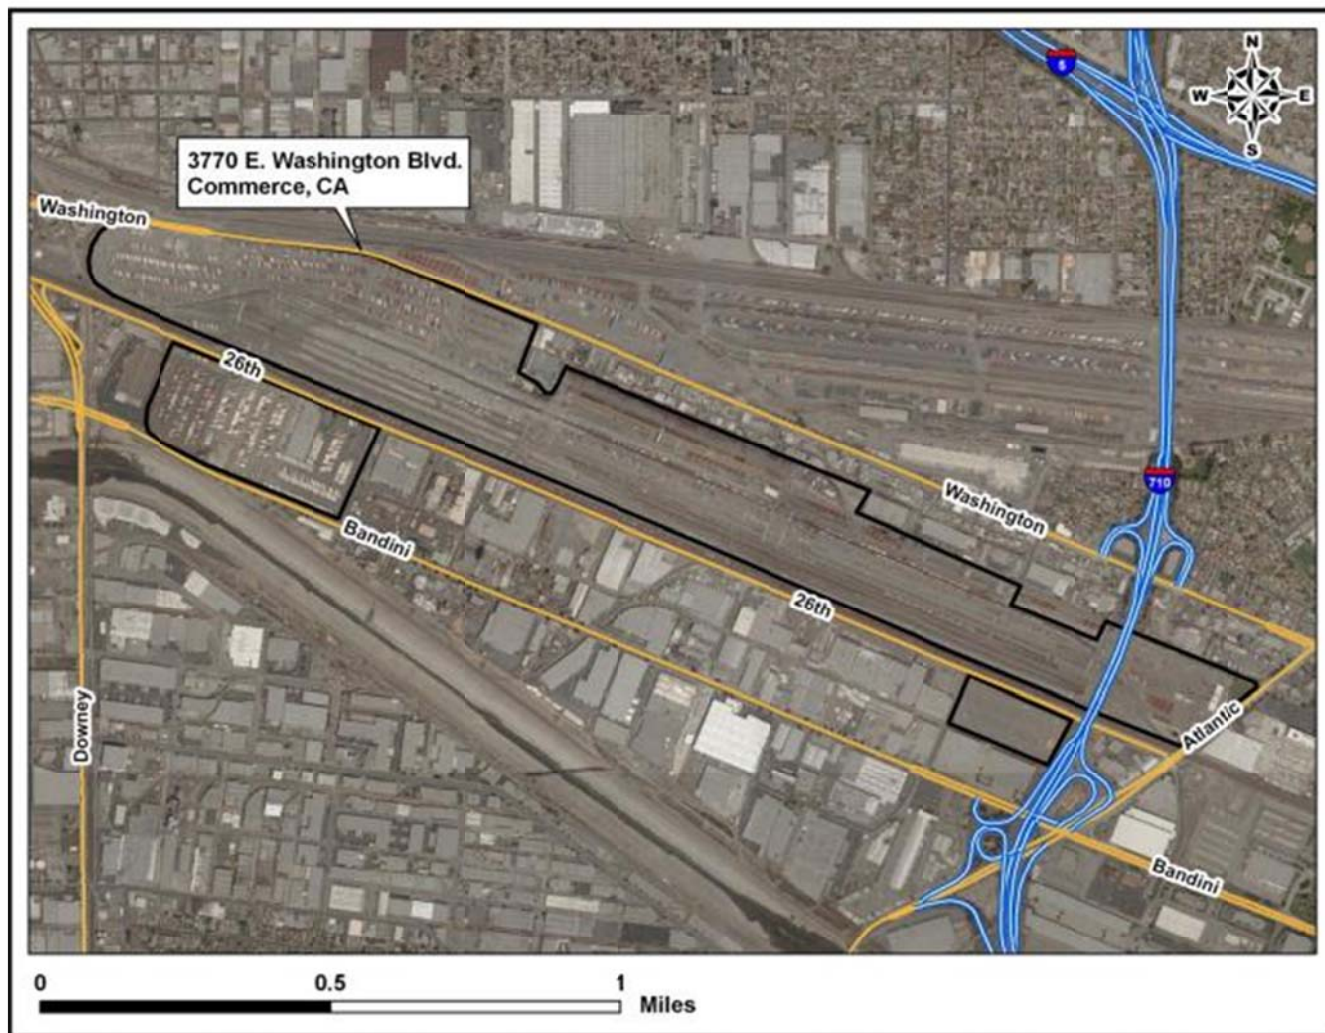 N
5
W E
S
3770 E. Washington Blvd.
Commerce, CA
Washington
26th
710
Washington
Bandini
26th
Downey
Atlantic
Bandini
0 0.5 1
Miles